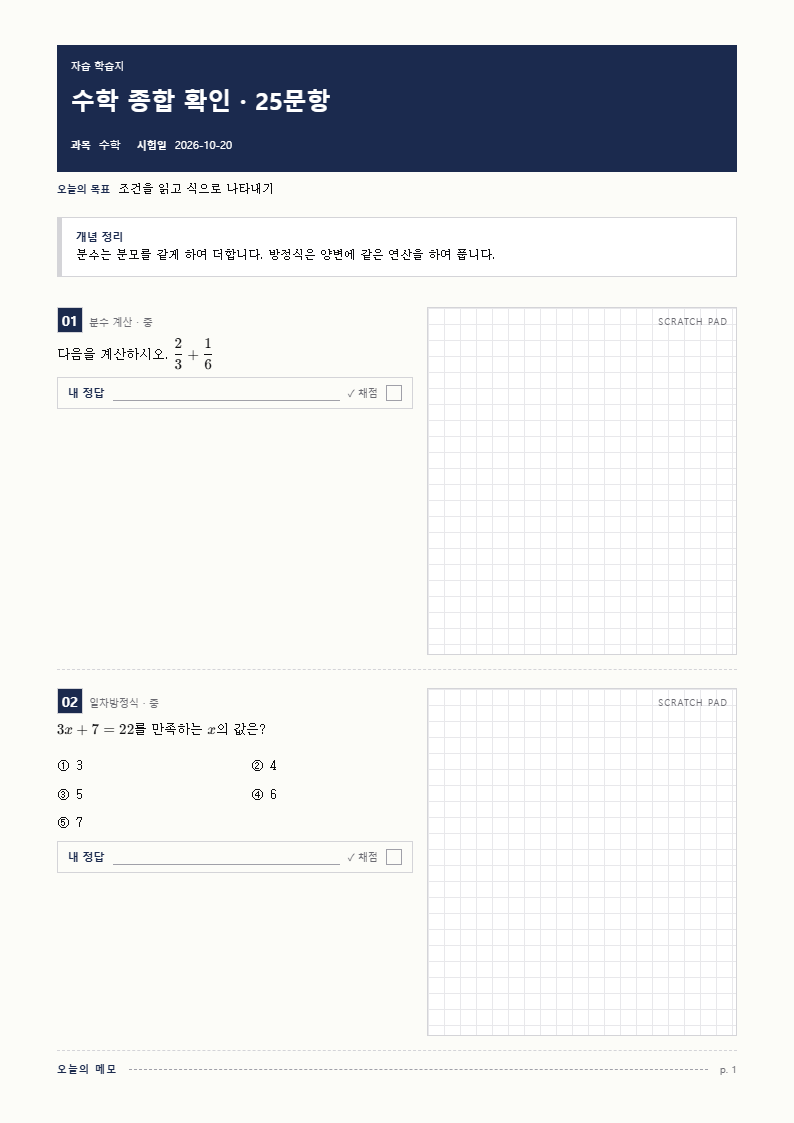 자습 학습지
수학 종합 확인 · 25문항
과목 수학 시험일 2026-10-20
오늘의 목표 조건을 읽고 식으로 나타내기
개념 정리
분수는 분모를 같게 하여 더합니다. 방정식은 양변에 같은 연산을 하여 풉니다.
01 분수 계산 · 중
SCRATCH PAD
다음을 계산하시오. 2/3 + 1/6
내 정답 ✓ 채점
02 일차방정식 · 중
SCRATCH PAD
3x + 7 = 22를 만족하는 x의 값은?
① 3 ② 4
③ 5 ④ 6
⑤ 7
내 정답 ✓ 채점
오늘의 메모 p. 1